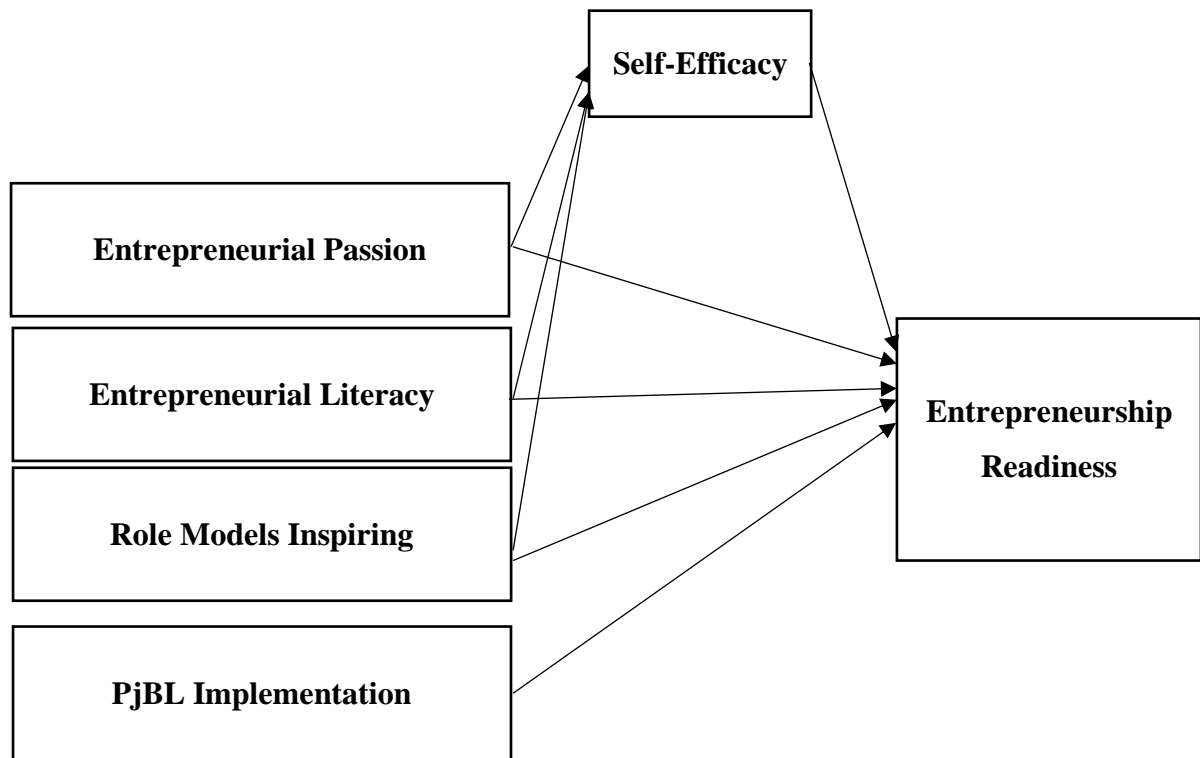 Self-Efficacy
Entrepreneurial Passion
Entrepreneurial Literacy
Entrepreneurship
Readiness
Role Models Inspiring
PjBL Implementation